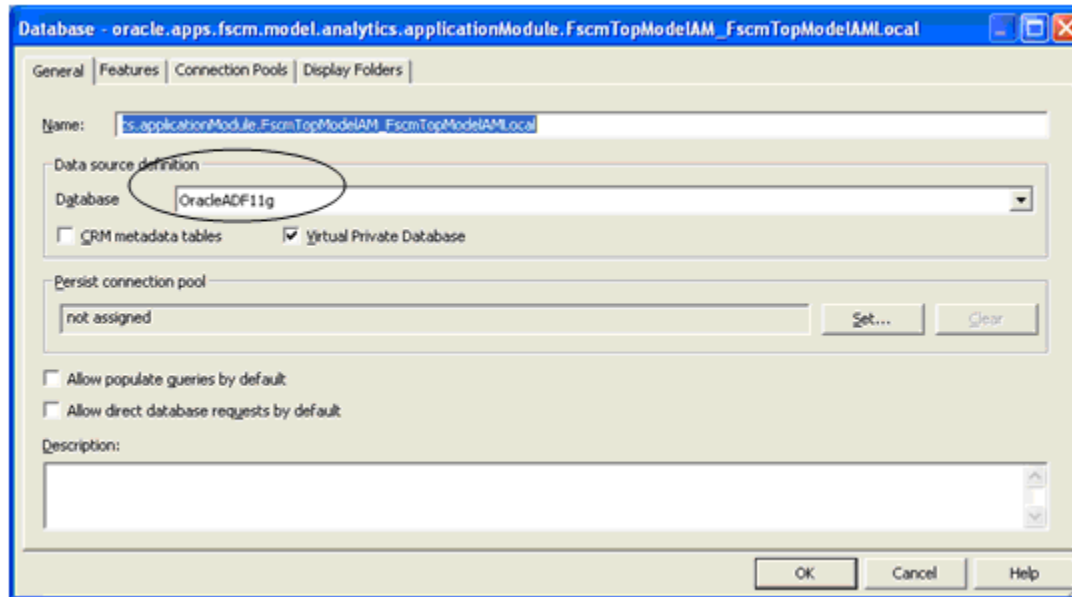 Database - oracle.apps.fscm.model.analytics.applicationModule.FscmTopModelAM_FscmTopModelAMLocal
General Features Connection Pools Display Folders
Name: cs.applicationModule.FscmTopModelAM_FscmTopModelAMLocal
Data source definition
Database OracleADF11g
CRM metadata tables Virtual Private Database
Persist connection pool
not assigned Set... Clear
Allow populate queries by default
Allow direct database requests by default
Description:
OK Cancel Help